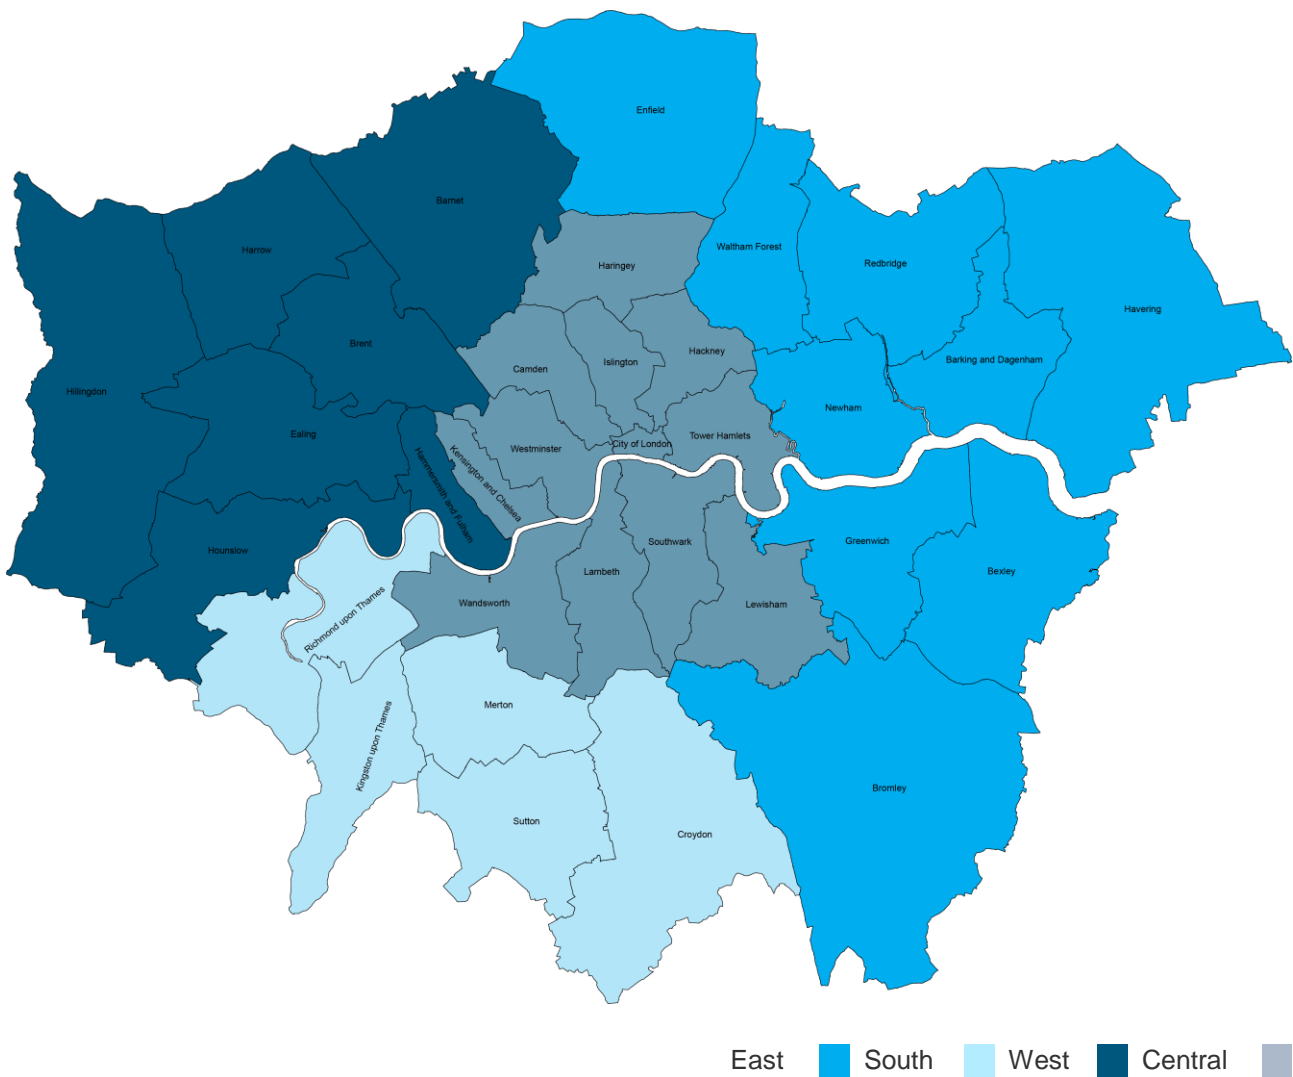 Enfield
Barnet
Waltham Forest
Harrow
Redbridge
Haringey
Havering
Brent
Hackney
Islington
Barking and Dagenham
Camden
Hillingdon
Newham
Ealing
Tower Hamlets
City of London
Westminster
Kensington and Chelsea
Hammersmith and Fulham
Greenwich
Southwark
Hounslow
Lambeth
Bexley
Wandsworth
Lewisham
Richmond upon Thames
Merton
Kingston upon Thames
Bromley
Sutton
Croydon
East South West Central